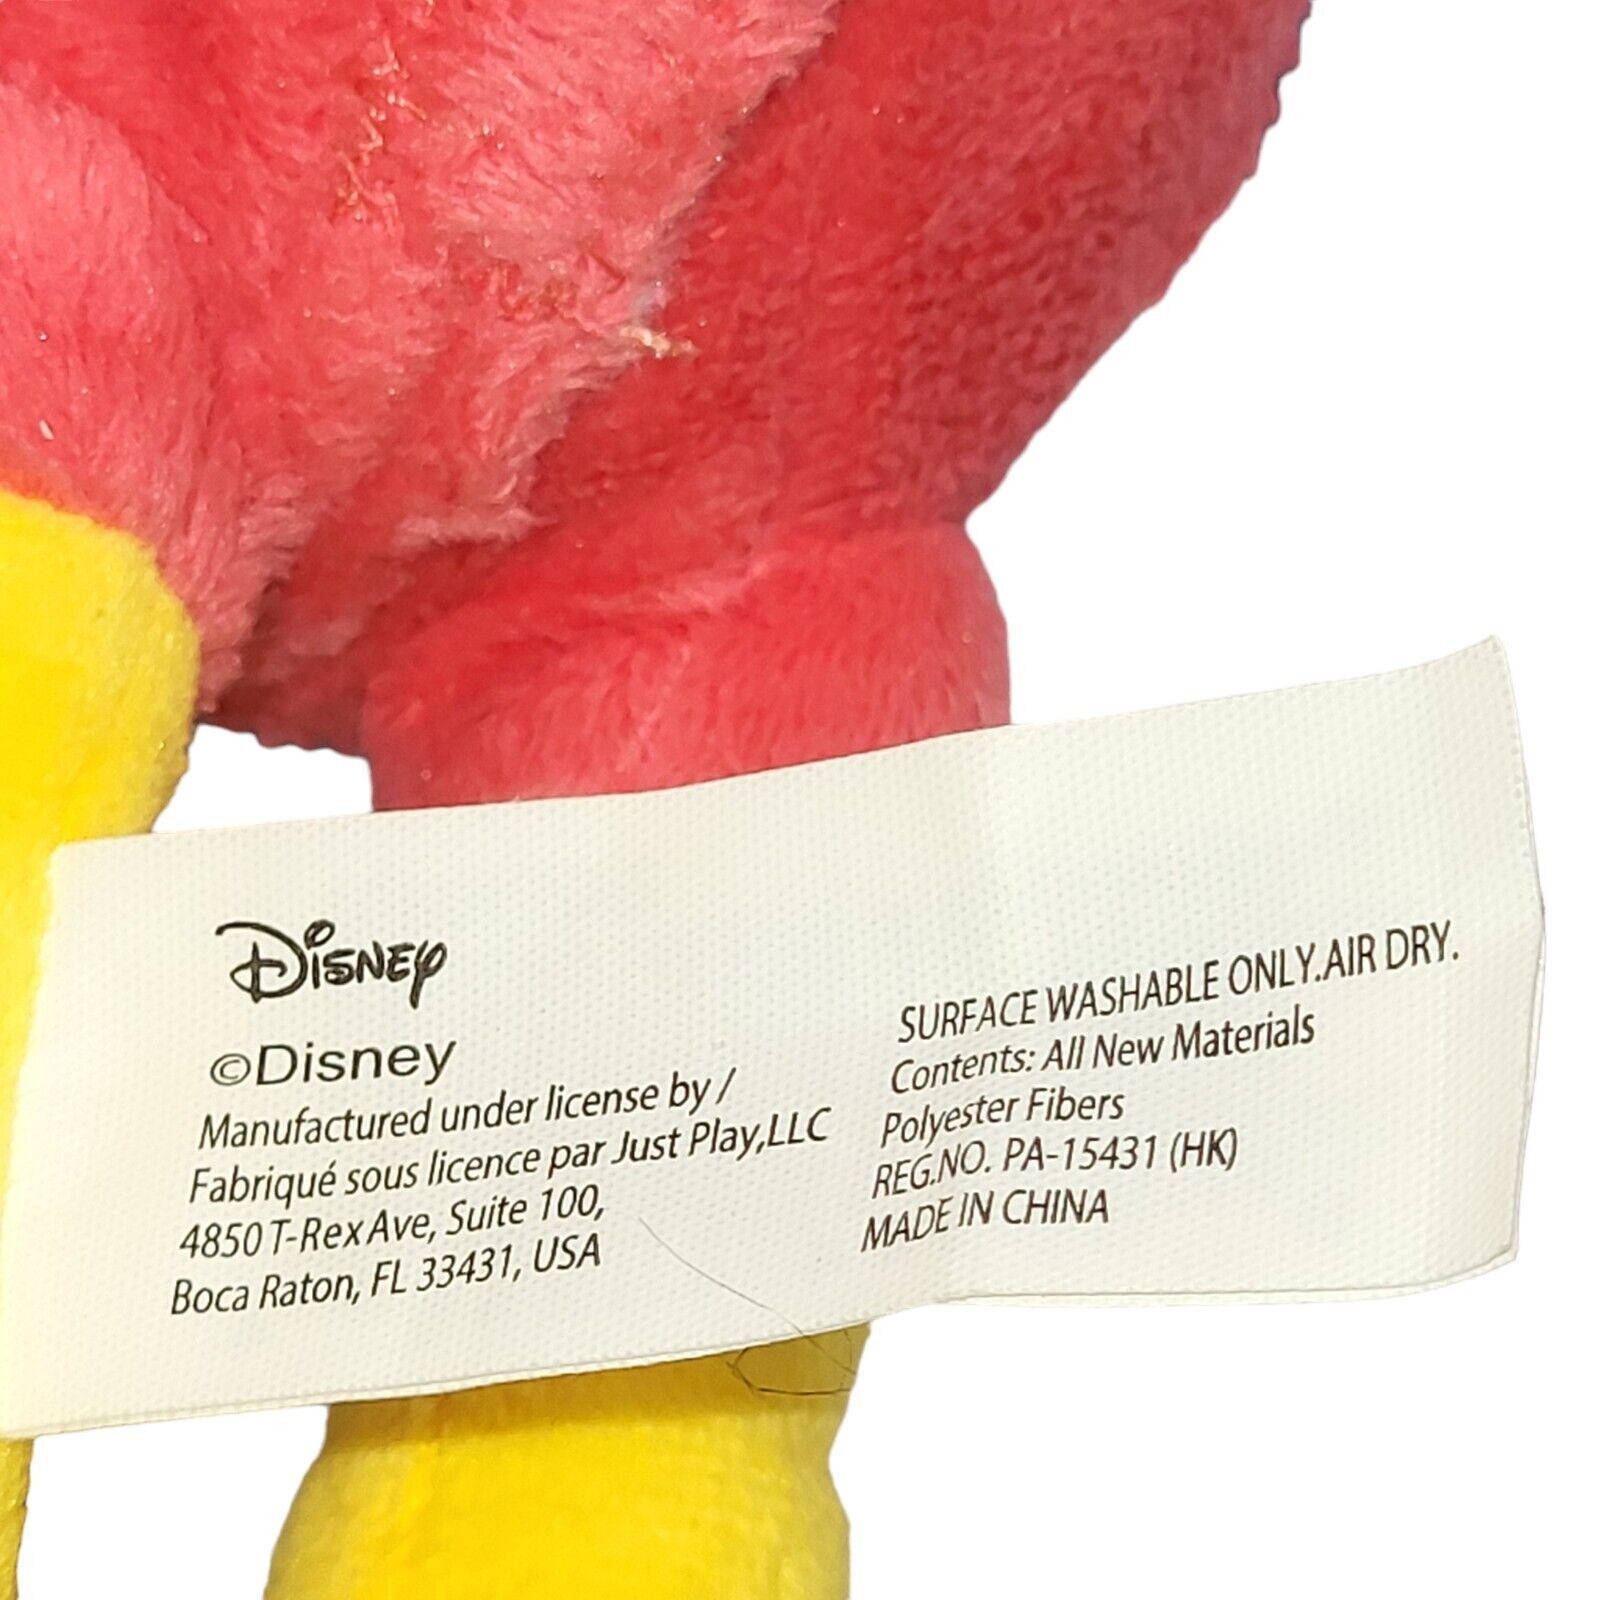 Disney
©Disney
Manufactured under license by /
Fabriqué sous licence par Just Play,LLC
4850 T-Rex Ave, Suite 100,
Boca Raton, FL 33431, USA
SURFACE WASHABLE ONLY.AIR DRY.
Contents: All New Materials
Polyester Fibers
REG.NO. PA-15431 (HK)
MADE IN CHINA